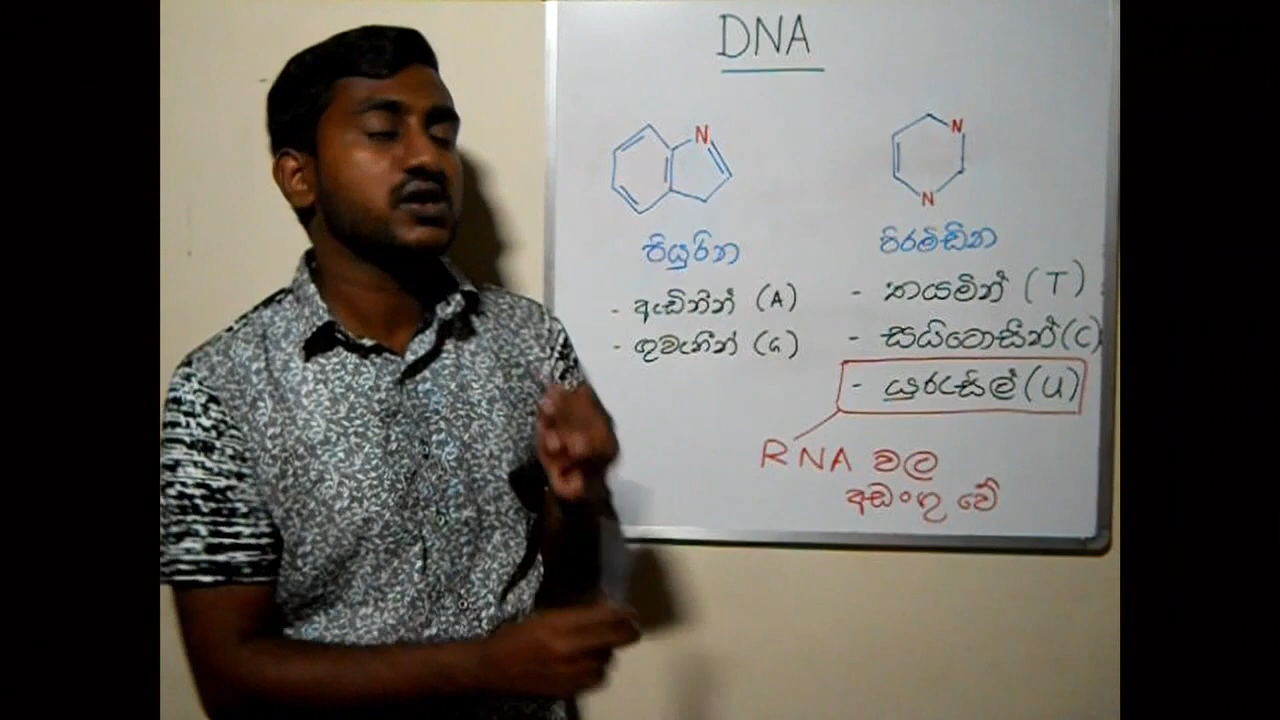 DNA
N
N
N
පියුරින
- ඇඩිනීන් (A)
- ගුවැනීන් (G)
පිරමිඩීන
- තයමින් (T)
- සයිටොසීන් (C)
- යුරැසිල් (U)
RNA වල
අඩංගු වේ